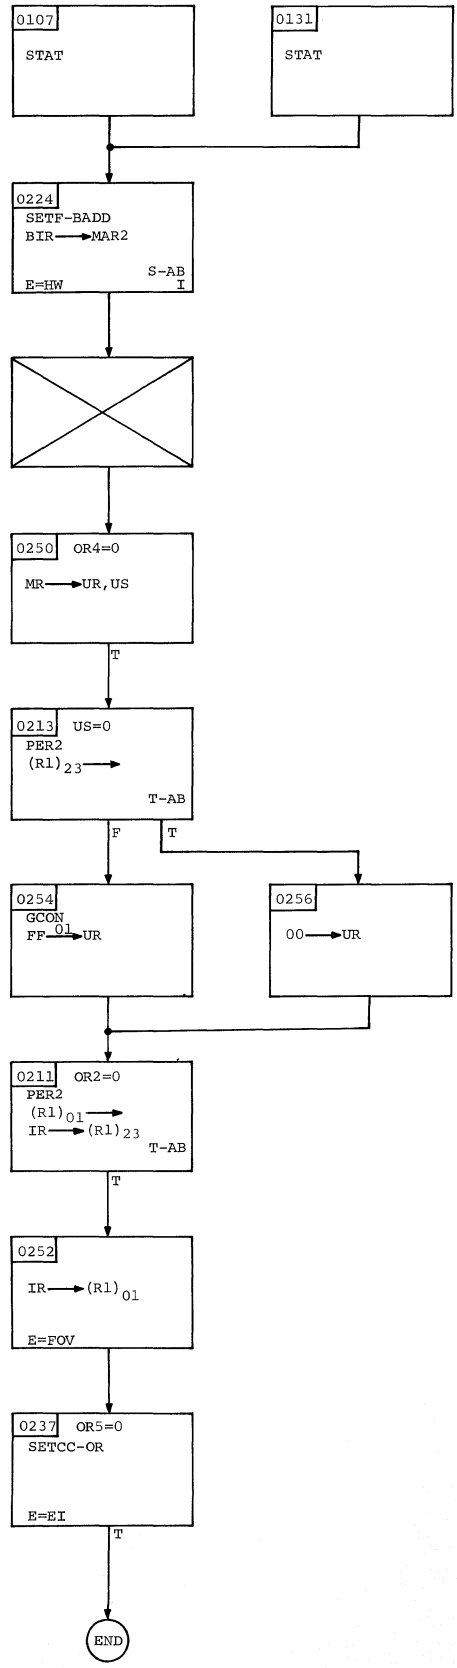 0107
STAT
0131
STAT
0224
SETF-BADD
BIR→MAR2
S-AB
E=HW I
0250 OR4=0
MR→UR,US
T
0213 US=0
PER2
(R1)23→
T-AB
F T
0254
GCON
FF01→UR
0256
00→UR
0211 OR2=0
PER2
(R1)01→
IR→(R1)23
T-AB
T
0252
IR→(R1)01
E=FOV
0237 OR5=0
SETCC-OR
E=EI
T
END